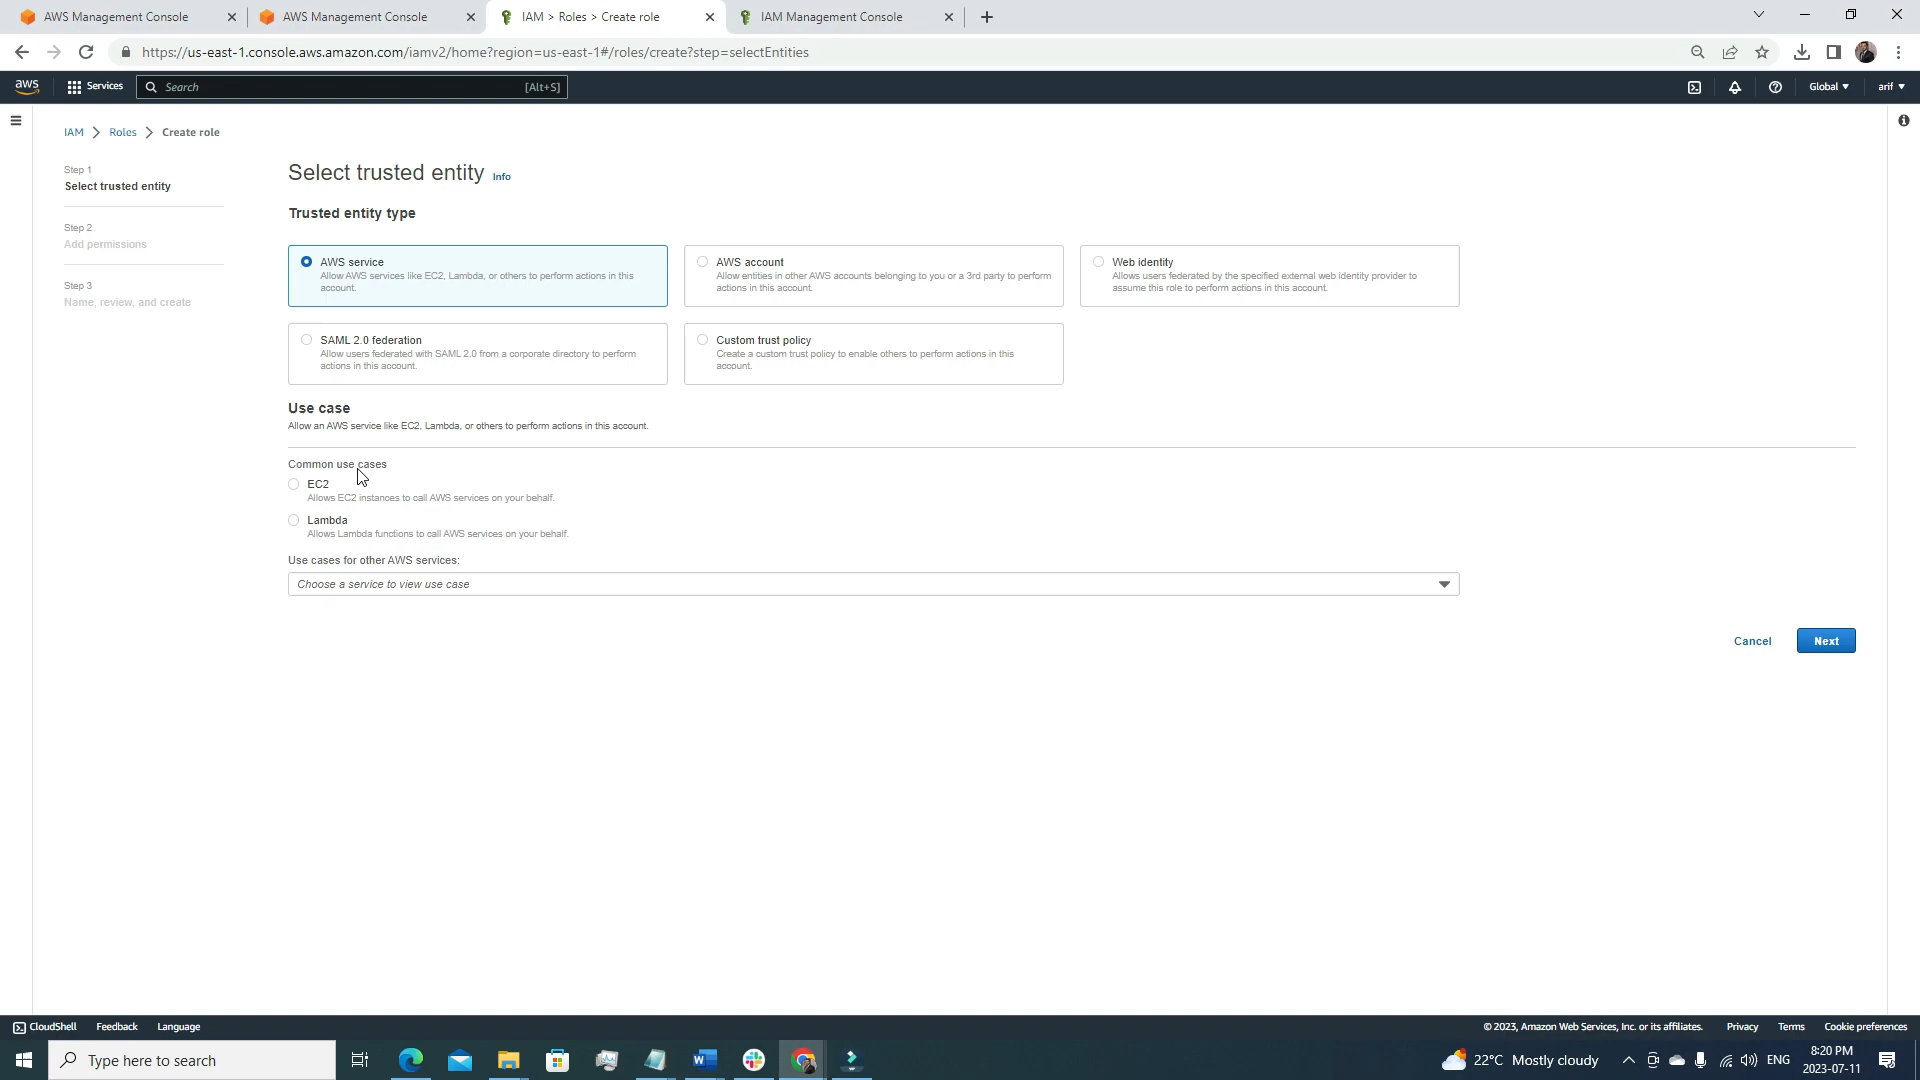 AWS Management Console
AWS Management Console
IAM > Roles > Create role
IAM Management Console
https://us-east-1.console.aws.amazon.com/iamv2/home?region=us-east-1#/roles/create?step=selectEntities
aws
Services
Search
[Alt+S]
Global
arif
IAM
Roles
Create role
Step 1
Select trusted entity
Step 2
Add permissions
Step 3
Name, review, and create
Select trusted entity Info
Trusted entity type
AWS service
Allow AWS services like EC2, Lambda, or others to perform actions in this
account.
AWS account
Allow entities in other AWS accounts belonging to you or a 3rd party to perform
actions in this account.
Web identity
Allows users federated by the specified external web identity provider to
assume this role to perform actions in this account.
SAML 2.0 federation
Allow users federated with SAML 2.0 from a corporate directory to perform
actions in this account.
Custom trust policy
Create a custom trust policy to enable others to perform actions in this
account.
Use case
Allow an AWS service like EC2, Lambda, or others to perform actions in this account.
Common use cases
EC2
Allows EC2 instances to call AWS services on your behalf.
Lambda
Allows Lambda functions to call AWS services on your behalf.
Use cases for other AWS services:
Choose a service to view use case
Cancel
Next
CloudShell
Feedback
Language
© 2023, Amazon Web Services, Inc. or its affiliates.
Privacy
Terms
Cookie preferences
Type here to search
22°C Mostly cloudy
ENG
8:20 PM
2023-07-11